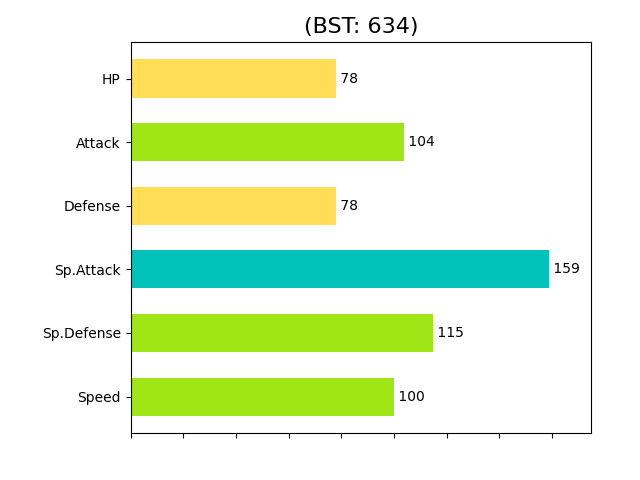 (BST: 634)
HP 78
Attack 104
Defense 78
Sp.Attack 159
Sp.Defense 115
Speed 100